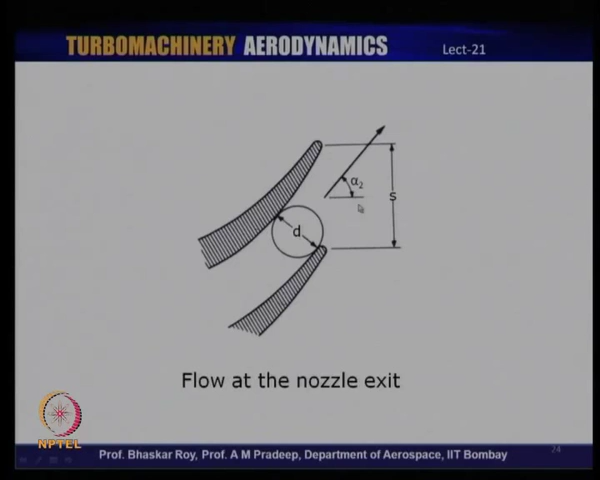 TURBOMACHINERY AERODYNAMICS
Lect-21
α2
S
d
Flow at the nozzle exit
NPTEL
Prof. Bhaskar Roy, Prof. A M Pradeep, Department of Aerospace, IIT Bombay
24